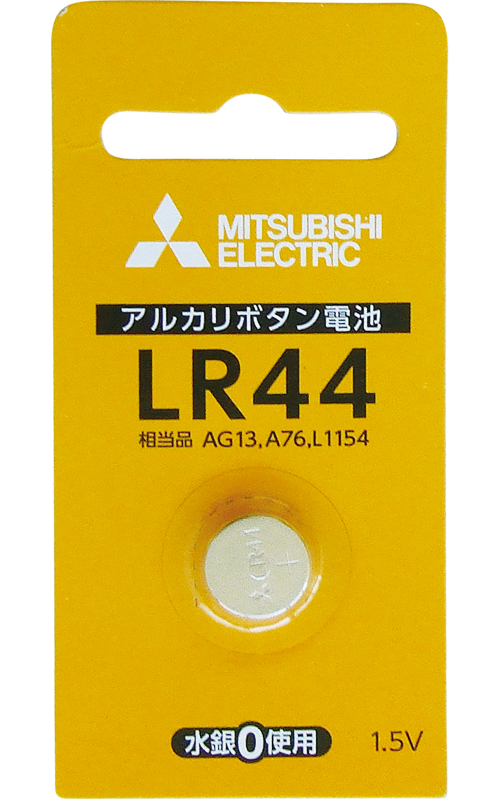 MITSUBISHI
ELECTRIC
アルカリボタン電池
LR44
相当品 AG13,A76,L1154
+
水銀0使用 1.5V